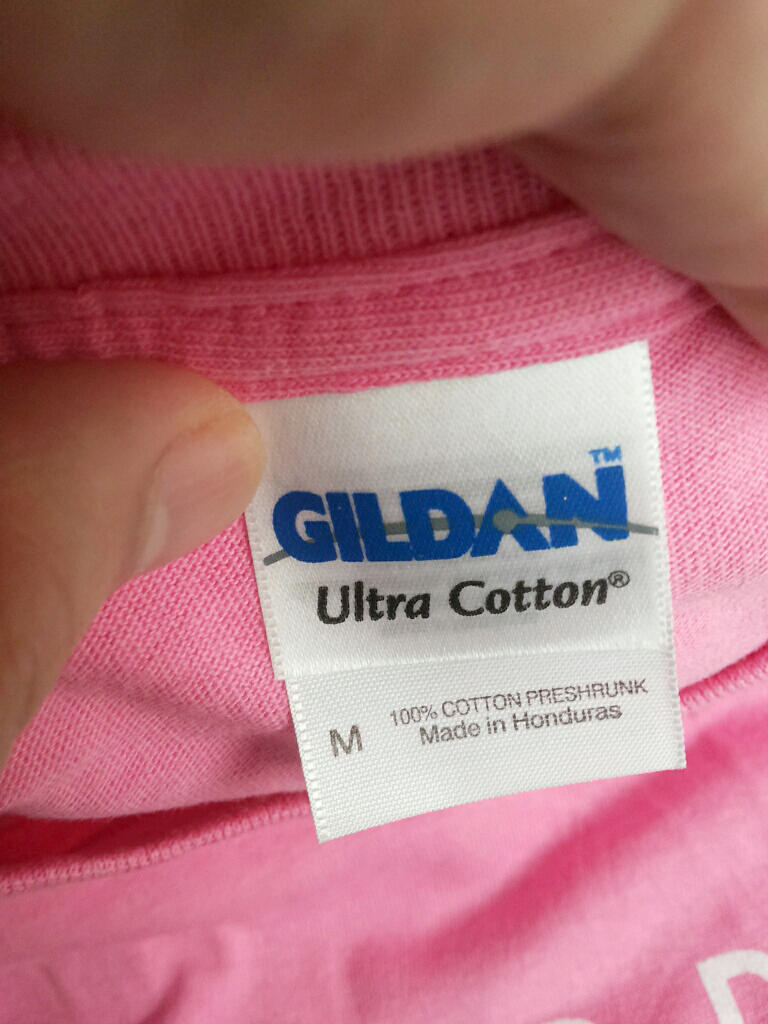 GILDAN™
Ultra Cotton®
M
100% COTTON PRESHRUNK
Made in Honduras
D